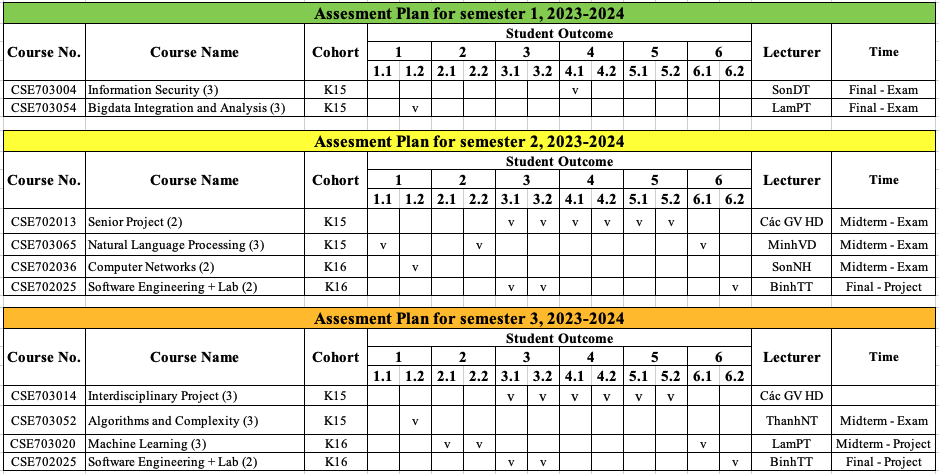 Assesment Plan for semester 1, 2023-2024
Course No. Course Name Cohort Student Outcome Lecturer Time
1 2 3 4 5 6
1.1 1.2 2.1 2.2 3.1 3.2 4.1 4.2 5.1 5.2 6.1 6.2
CSE703004 Information Security (3) K15 v SonDT Final - Exam
CSE703054 Bigdata Integration and Analysis (3) K15 v LamPT Final - Exam
Assesment Plan for semester 2, 2023-2024
Course No. Course Name Cohort Student Outcome Lecturer Time
1 2 3 4 5 6
1.1 1.2 2.1 2.2 3.1 3.2 4.1 4.2 5.1 5.2 6.1 6.2
CSE702013 Senior Project (2) K15 v v v v v v Các GV HD Midterm - Exam
CSE703065 Natural Language Processing (3) K15 v v v MinhVD Midterm - Exam
CSE702036 Computer Networks (2) K16 v SonNH Midterm - Exam
CSE702025 Software Engineering + Lab (2) K16 v v v BinhTT Final - Project
Assesment Plan for semester 3, 2023-2024
Course No. Course Name Cohort Student Outcome Lecturer Time
1 2 3 4 5 6
1.1 1.2 2.1 2.2 3.1 3.2 4.1 4.2 5.1 5.2 6.1 6.2
CSE703014 Interdisciplinary Project (3) K15 v v v v v v Các GV HD
CSE703052 Algorithms and Complexity (3) K15 v ThanhNT Midterm - Exam
CSE703020 Machine Learning (3) K16 v v v LamPT Midterm - Project
CSE702025 Software Engineering + Lab (2) K16 v v v BinhTT Final - Project